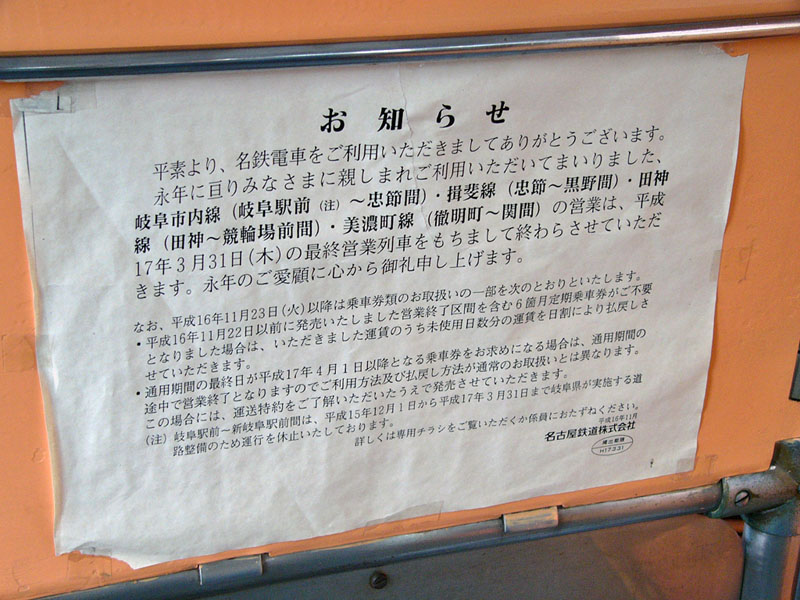 お知らせ
平素より、名鉄電車をご利用いただきましてありがとうございます。
永年に亘りみなさまに親しまれご利用いただいてまいりました、
岐阜市内線（岐阜駅前（注）～忠節間）・揖斐線（忠節～黒野間）・田神
線（田神～競輪場前間）・美濃町線（徹明町～関間）の営業は、平成
17年３月31日（木）の最終営業列車をもちまして終わらさせていただ
きます。永年のご愛顧に心から御礼申し上げます。
なお、平成16年11月23日（火）以降は乗車券類のお取扱いの一部を次のとおりといたします。
・平成16年11月22日以前に発売いたしました営業終了区間を含む６箇月定期乗車券がご不要
となりました場合は、いただきました運賃のうち未使用日数分の運賃を日割により払戻しさ
せていただきます。
・通用期間の最終日が平成17年４月１日以降となる乗車券をお求めになる場合は、通用期間の
途中で営業終了となりますのでご利用方法及び払戻し方法が通常のお取扱いとは異なります。
この場合には、運送特約をご了解いただいたうえで発売させていただきます。
（注）岐阜駅前～新岐阜駅前間は、平成15年12月１日から平成17年３月31日まで岐阜県が実施する道
路整備のため運行を休止いたしております。
詳しくは専用チラシをご覧いただくか係員におたずねください。
平成16年11月
名古屋鉄道株式会社
掲出期限
H17.3.31